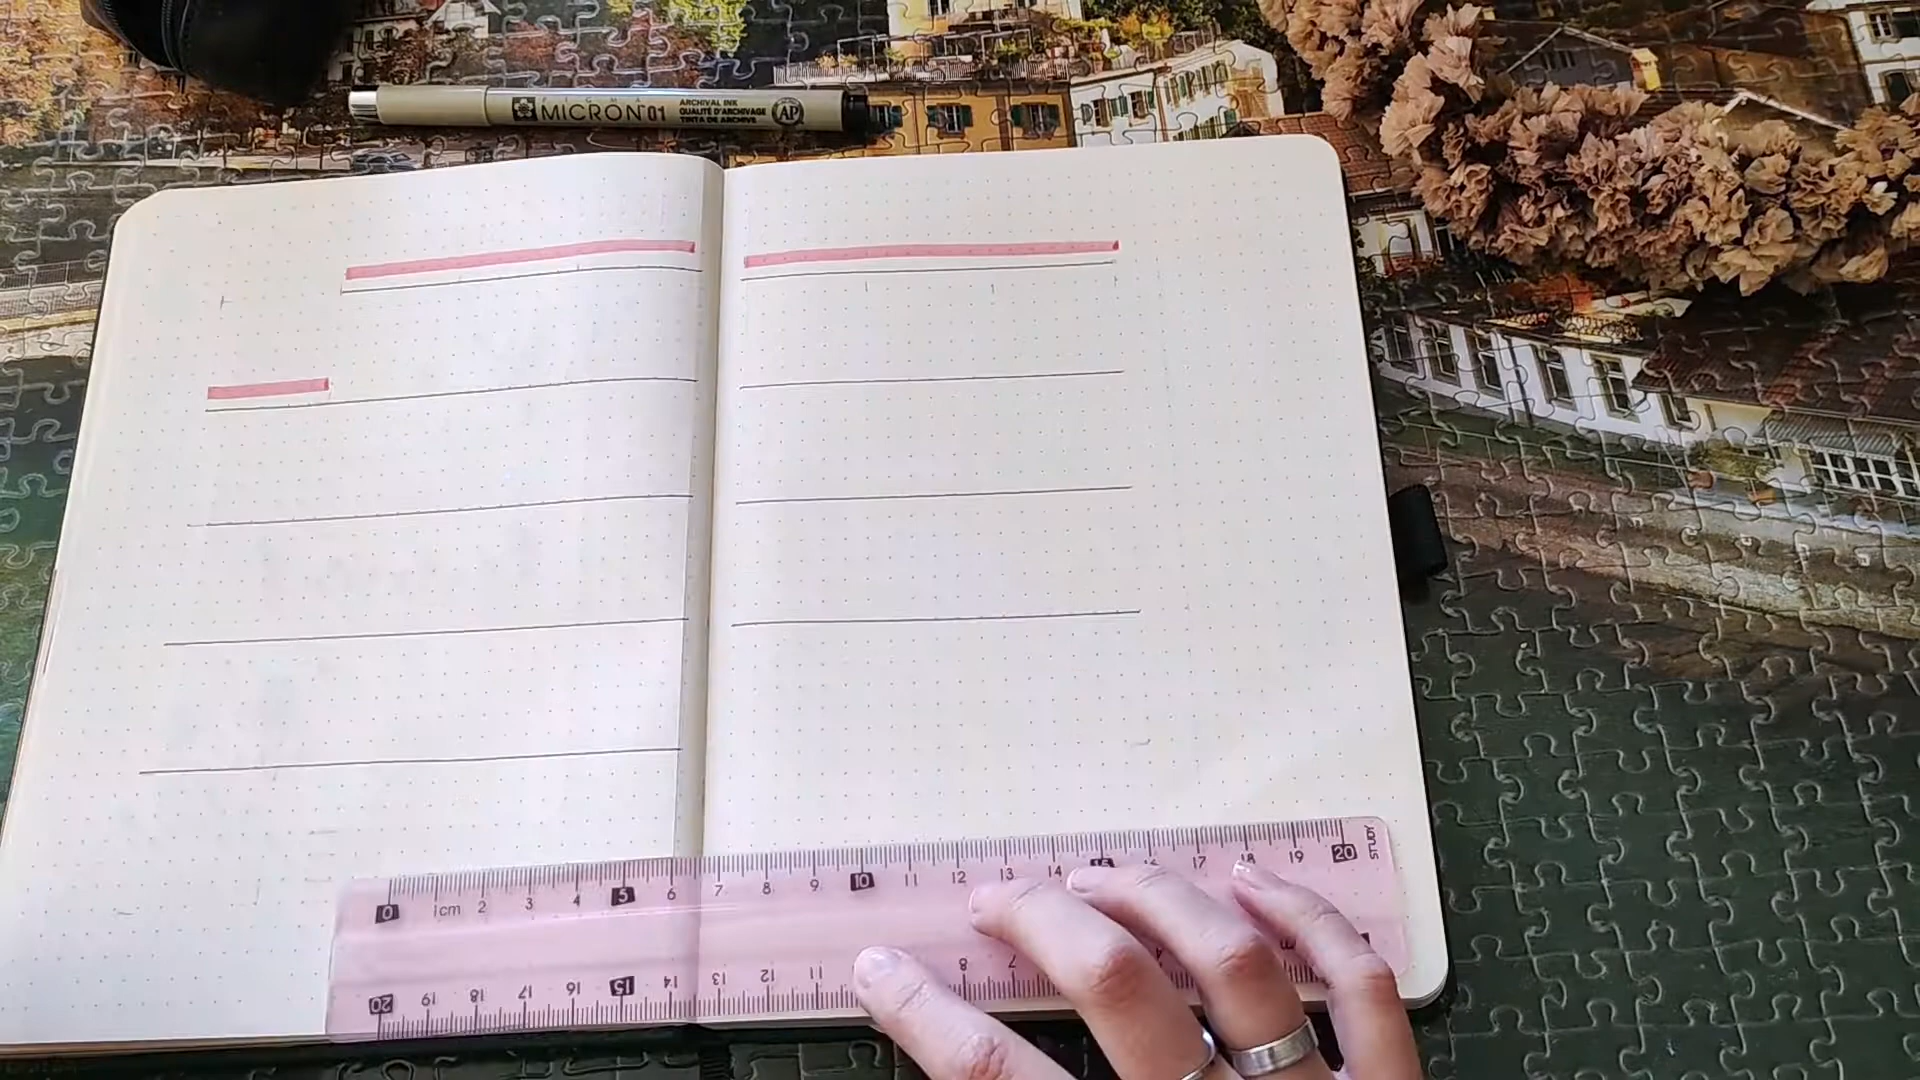 PIGMA
MICRON 01
ARCHIVAL INK
QUALITÉ D'ARCHIVAGE
TINTA DE ARCHIVO
AP
0 1cm 2 3 4 5 6 7 8 9 10 11 12 13 14 15 16 17 18 19 20
STUDY
20 19 18 17 16 15 14 13 12 11 8 7